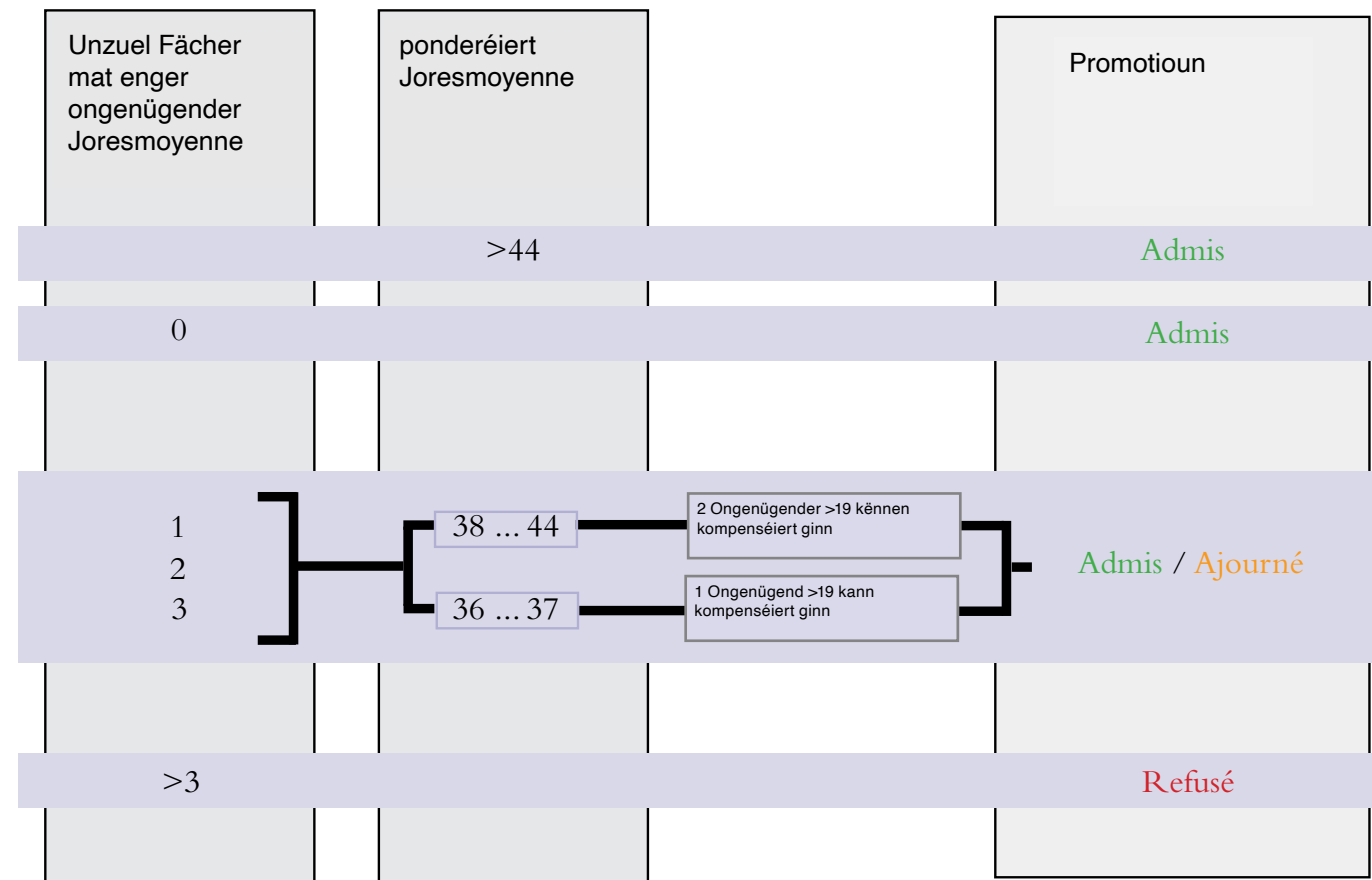 Unzuel Fächer
mat enger
ongenügender
Joresmoyenne
ponderéiert
Joresmoyenne
Promotioun
>44
Admis
0
Admis
1
2
3
38 ... 44
2 Ongenügender >19 kënnen
kompenséiert ginn
36 ... 37
1 Ongenügend >19 kann
kompenséiert ginn
Admis / Ajourné
>3
Refusé